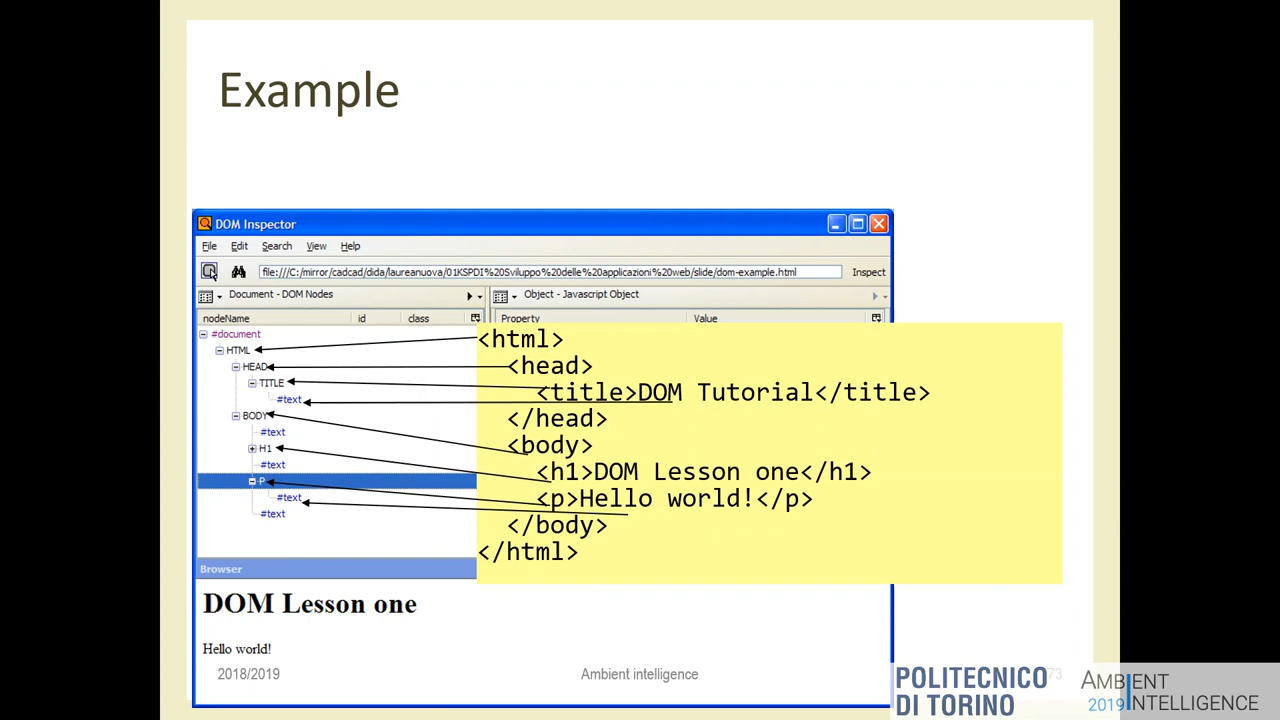 Example
DOM Inspector
File Edit Search View Help
file:///C:/mirror/cadcad/dida/laureanuova/01KSPDI%20Sviluppo%20delle%20applicazioni%20web/slide/dom-example.html Inspect
Document - DOM Nodes Object - Javascript Object
nodeName id class Property Value
#document
HTML
HEAD
TITLE
#text
BODY
#text
H1
#text
P
#text
#text
<html>
<head>
<title>DOM Tutorial</title>
</head>
<body>
<h1>DOM Lesson one</h1>
<p>Hello world!</p>
</body>
</html>
Browser
DOM Lesson one
Hello world!
2018/2019 Ambient intelligence 73
POLITECNICO
DI TORINO
AMBIENT
2019 INTELLIGENCE